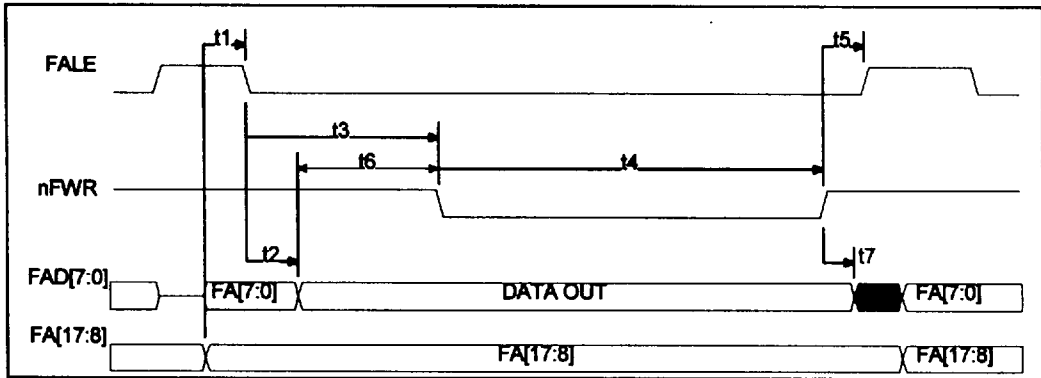 t1
t5
FALE
t3
t6
t4
nFWR
t2
t7
FAD[7:0]
FA[7:0]
DATA OUT
FA[7:0]
FA[17:8]
FA[17:8]
FA[17:8]